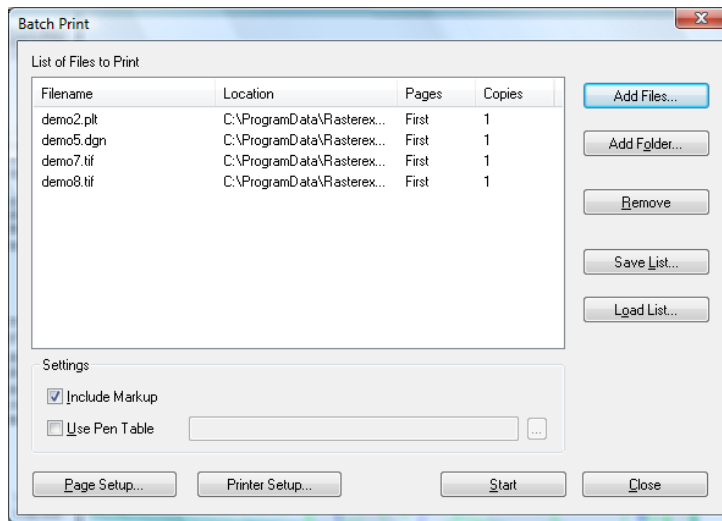 Batch Print
List of Files to Print
Filename Location Pages Copies
demo2.plt C:\ProgramData\Rasterex... First 1
demo5.dgn C:\ProgramData\Rasterex... First 1
demo7.tif C:\ProgramData\Rasterex... First 1
demo8.tif C:\ProgramData\Rasterex... First 1
Add Files...
Add Folder...
Remove
Save List...
Load List...
Settings
Include Markup
Use Pen Table ...
Page Setup... Printer Setup... Start Close